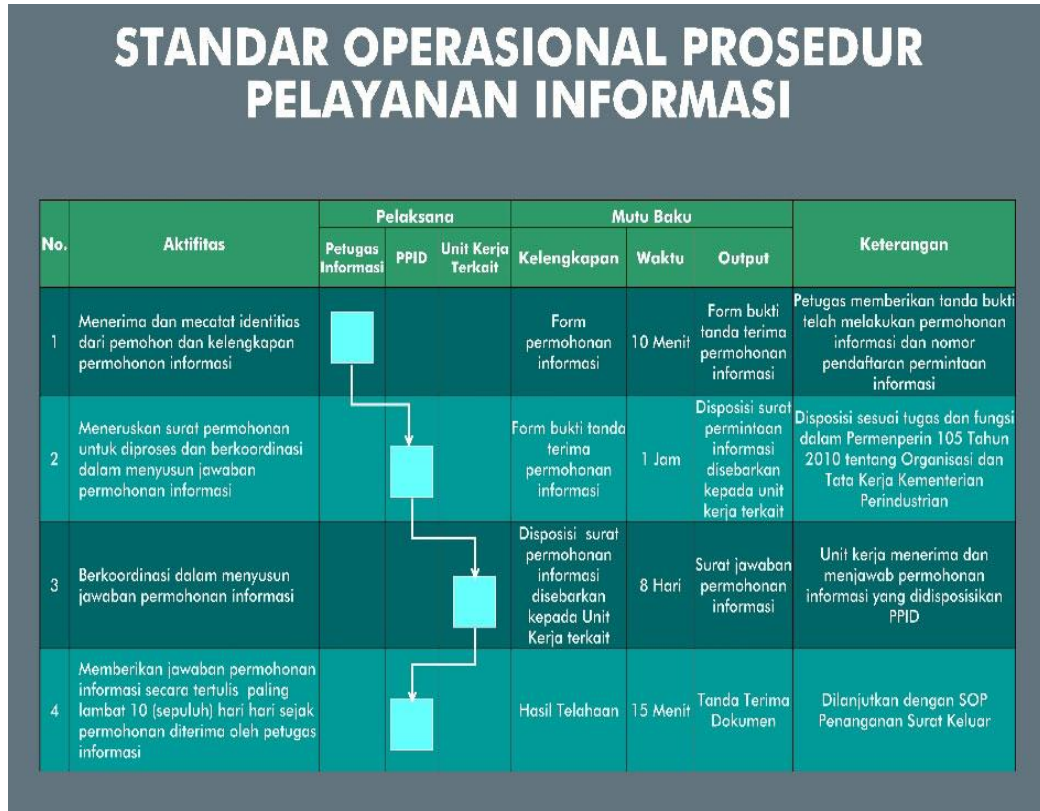 STANDAR OPERASIONAL PROSEDUR
PELAYANAN INFORMASI
No.
Aktifitas
Pelaksana
Petugas
Informasi
PPID
Unit Kerja
Terkait
Mutu Baku
Kelengkapan
Waktu
Output
Keterangan
1
Menerima dan mecatat identitias
dari pemohon dan kelengkapan
permohonan informasi
Form
permohonan
informasi
10 Menit
Form bukti
tanda terima
permohonan
informasi
Petugas memberikan tanda bukti
telah melakukan permohonan
informasi dan nomor
pendaftaran permintaan
informasi
2
Meneruskan surat permohonan
untuk diproses dan berkoordinasi
dalam menyusun jawaban
permohonan informasi
Form bukti tanda
terima
permohonan
informasi
1 Jam
Disposisi surat
permintaan
informasi
disebarkan
kepada unit
kerja terkait
Disposisi sesuai tugas dan fungsi
dalam Permenperin 105 Tahun
2010 tentang Organisasi dan
Tata Kerja Kementerian
Perindustrian
3
Berkoordinasi dalam menyusun
jawaban permohonan informasi
Disposisi surat
permohonan
informasi
disebarkan
kepada Unit
Kerja terkait
8 Hari
Surat jawaban
permohonan
informasi
Unit kerja menerima dan
menjawab permohonan
informasi yang didisposisikan
PPID
4
Memberikan jawaban permohonan
informasi secara tertulis paling
lambat 10 (sepuluh) hari hari sejak
permohonan diterima oleh petugas
informasi
Hasil Telahaan
15 Menit
Tanda Terima
Dokumen
Dilanjutkan dengan SOP
Penanganan Surat Keluar